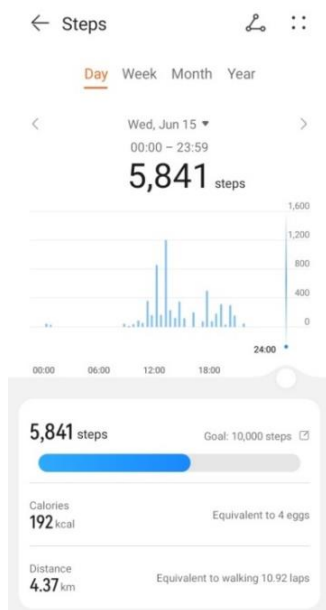 Steps
Day Week Month Year
Wed, Jun 15
00:00 – 23:59
5,841 steps
1,600
1,200
800
400
0
24:00
00:00 06:00 12:00 18:00
5,841 steps Goal: 10,000 steps
Calories
192 kcal Equivalent to 4 eggs
Distance
4.37 km Equivalent to walking 10.92 laps